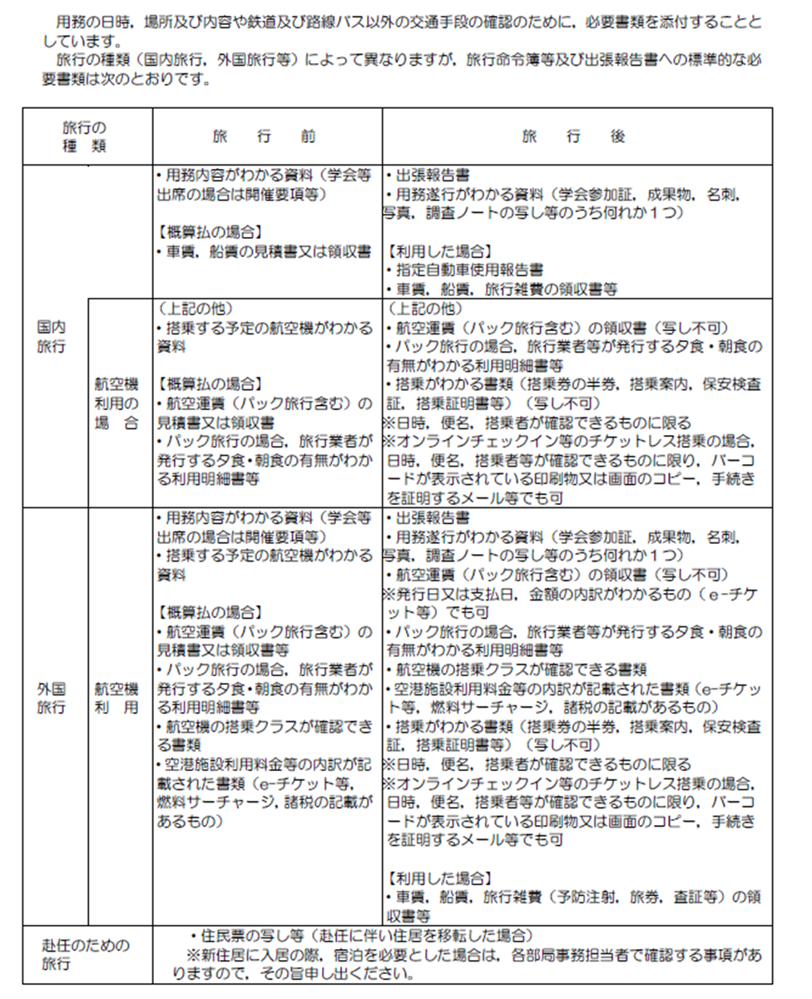 用務の日時，場所及び内容や鉄道及び路線バス以外の交通手段の確認のために，必要書類を添付することと
しています。
旅行の種類（国内旅行，外国旅行等）によって異なりますが，旅行命令簿等及び出張報告書への標準的な必
要書類は次のとおりです。
旅行の
種　類
旅　行　前
旅　行　後
国内
旅行
・用務内容がわかる資料（学会等
出席の場合は開催要項等）
【概算払の場合】
・車賃，船賃の見積書又は領収書
・出張報告書
・用務遂行がわかる資料（学会参加証，成果物，名刺，
写真，調査ノートの写し等のうち何れか１つ）
【利用した場合】
・指定自動車使用報告書
・車賃，船賃，旅行雑費の領収書等
航空機
利用の
場　合
（上記の他）
・搭乗する予定の航空機がわかる
資料
【概算払の場合】
・航空運賃（パック旅行含む）の
見積書又は領収書
・パック旅行の場合，旅行業者が
発行する夕食・朝食の有無がわか
る利用明細書等
（上記の他）
・航空運賃（パック旅行含む）の領収書（写し不可）
・パック旅行の場合，旅行業者等が発行する夕食・朝食の
有無がわかる利用明細書等
・搭乗がわかる書類（搭乗券の半券，搭乗案内，保安検査
証，搭乗証明書等）（写し不可）
※日時，便名，搭乗者が確認できるものに限る
※オンラインチェックイン等のチケットレス搭乗の場合，
日時，便名，搭乗者等が確認できるものに限り，バーコ
ードが表示されている印刷物又は画面のコピー，手続き
を証明するメール等でも可
外国
旅行
航空機
利　用
・用務内容がわかる資料（学会等
出席の場合は開催要項等）
・搭乗する予定の航空機がわかる
資料
【概算払の場合】
・航空運賃（パック旅行含む）の
見積書又は領収書等
・パック旅行の場合，旅行業者が
発行する夕食・朝食の有無がわか
る利用明細書等
・航空機の搭乗クラスが確認でき
る書類
・空港施設利用料金等の内訳が記
載された書類（e-チケット等，
燃料サーチャージ，諸税の記載が
あるもの）
・出張報告書
・用務遂行がわかる資料（学会参加証，成果物，名刺，
写真，調査ノートの写し等のうち何れか１つ）
・航空運賃（パック旅行含む）の領収書（写し不可）
※発行日又は支払日，金額の内訳がわかるもの（ｅ-チケ
ット等）でも可
・パック旅行の場合，旅行業者等が発行する夕食・朝食の
有無がわかる利用明細書等
・航空機の搭乗クラスが確認できる書類
・空港施設利用料金等の内訳が記載された書類（e-チケッ
ト等，燃料サーチャージ，諸税の記載があるもの）
・搭乗がわかる書類（搭乗券の半券，搭乗案内，保安検査
証，搭乗証明書等）（写し不可）
※日時，便名，搭乗者が確認できるものに限る
※オンラインチェックイン等のチケットレス搭乗の場合，
日時，便名，搭乗者等が確認できるものに限り，バーコ
ードが表示されている印刷物又は画面のコピー，手続き
を証明するメール等でも可
【利用した場合】
・車賃，船賃，旅行雑費（予防注射，旅券，査証等）の領
収書等
赴任のための
旅行
・住民票の写し等（赴任に伴い住居を移転した場合）
※新住居に入居の際，宿泊を必要とした場合は，各部局事務担当者で確認する事項があ
りますので，その旨申し出ください。